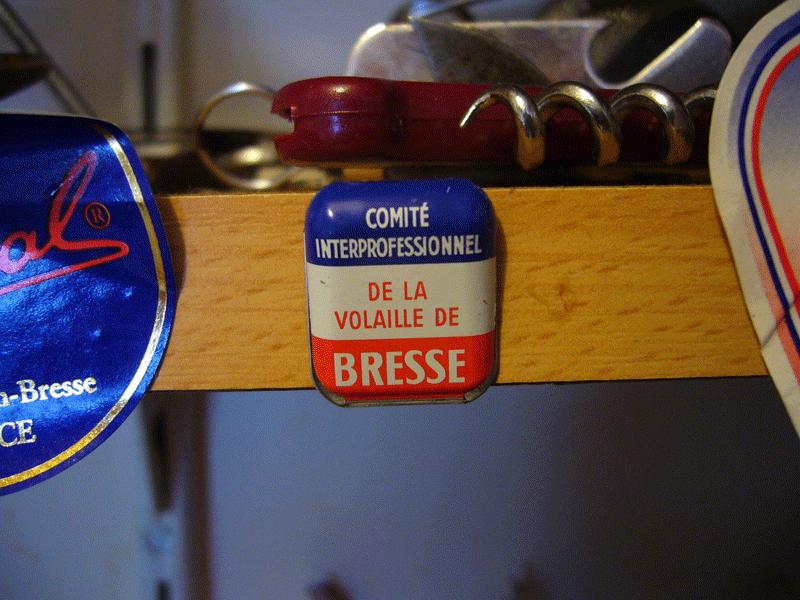 al®
n-Bresse
CE
COMITÉ
INTERPROFESSIONNEL
DE LA
VOLAILLE DE
BRESSE